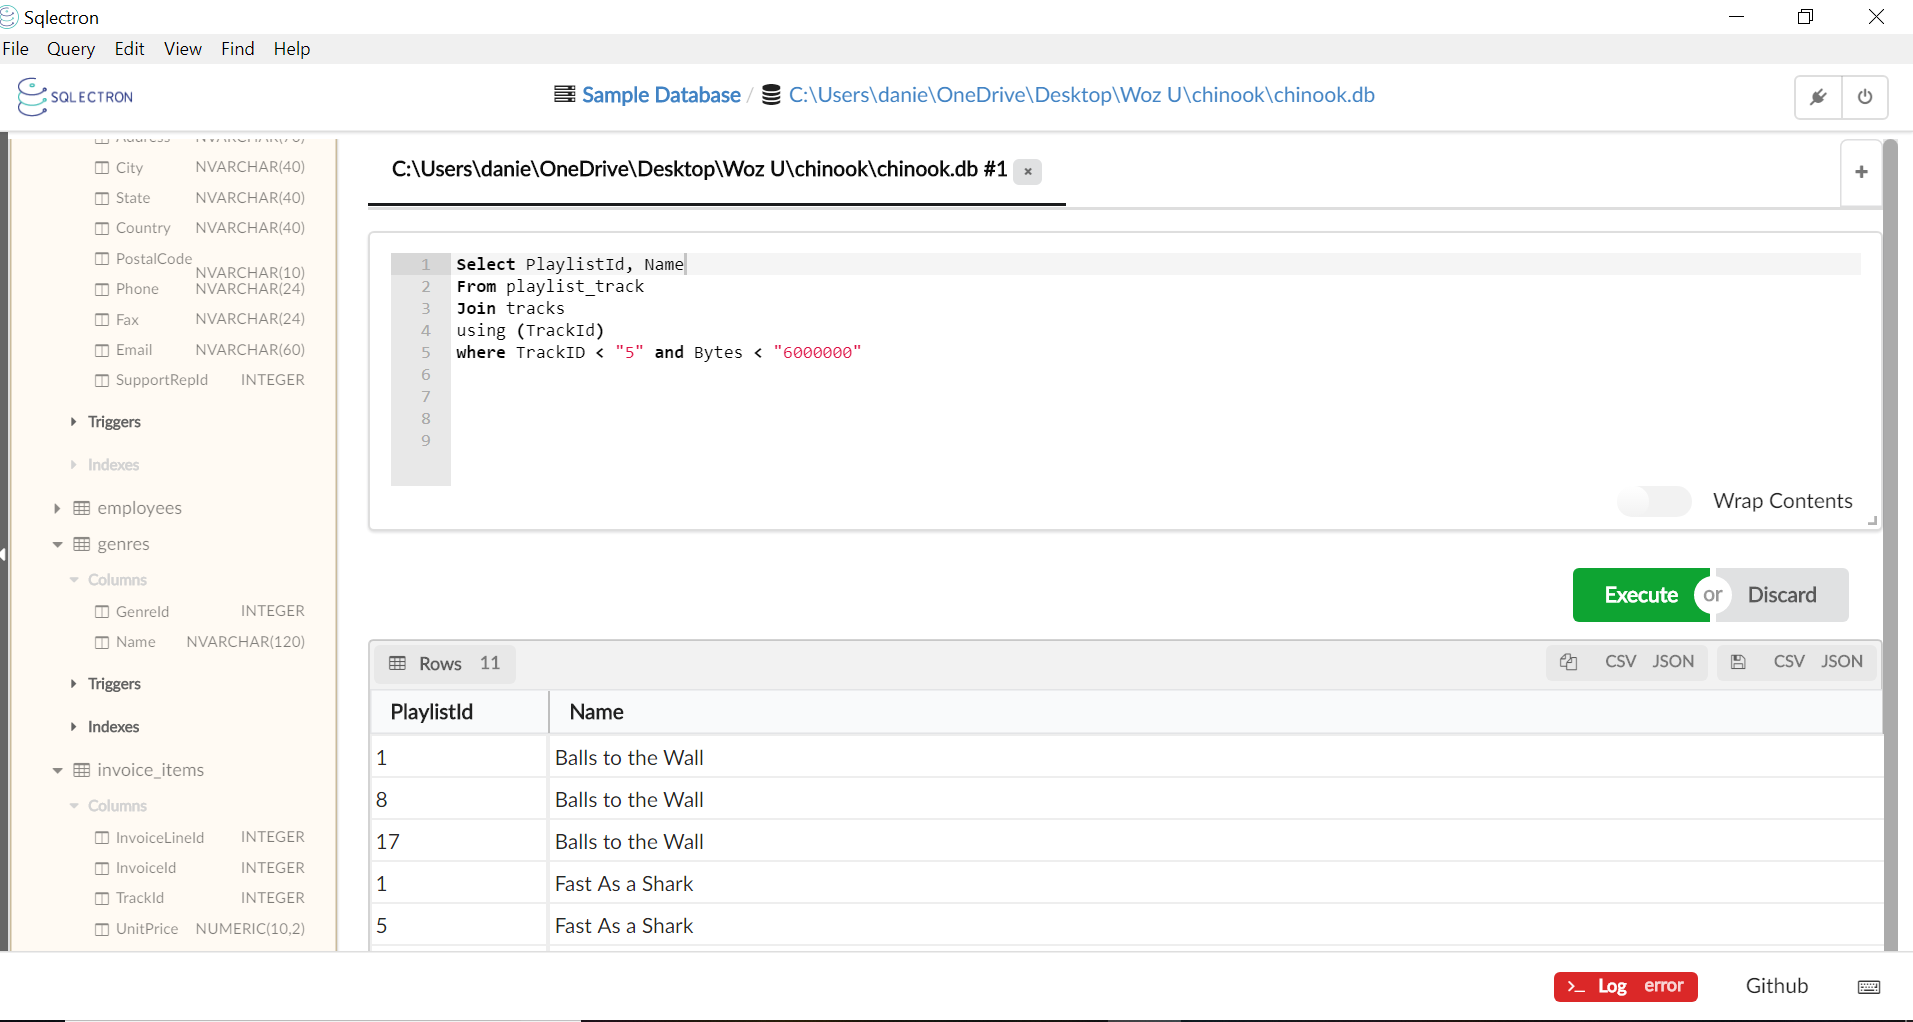 Sqlectron
File Query Edit View Find Help
SQLECTRON
Sample Database / C:\Users\danie\OneDrive\Desktop\Woz U\chinook\chinook.db
Address NVARCHAR(70)
City NVARCHAR(40)
State NVARCHAR(40)
Country NVARCHAR(40)
PostalCode
NVARCHAR(10)
Phone NVARCHAR(24)
Fax NVARCHAR(24)
Email NVARCHAR(60)
SupportRepId INTEGER
Triggers
Indexes
employees
genres
Columns
GenreId INTEGER
Name NVARCHAR(120)
Triggers
Indexes
invoice_items
Columns
InvoiceLineId INTEGER
InvoiceId INTEGER
TrackId INTEGER
UnitPrice NUMERIC(10,2)
C:\Users\danie\OneDrive\Desktop\Woz U\chinook\chinook.db #1 ×
+
1 Select PlaylistId, Name
2 From playlist_track
3 Join tracks
4 using (TrackId)
5 where TrackID < "5" and Bytes < "6000000"
6
7
8
9
Wrap Contents
Execute or Discard
Rows 11
CSV JSON CSV JSON
PlaylistId Name
1 Balls to the Wall
8 Balls to the Wall
17 Balls to the Wall
1 Fast As a Shark
5 Fast As a Shark
>_ Log error Github